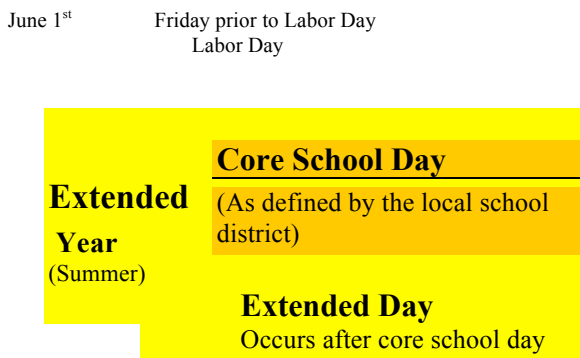 June 1st Friday prior to Labor Day
Labor Day
Core School Day
Extended
(As defined by the local school
district)
Year
(Summer)
Extended Day
Occurs after core school day